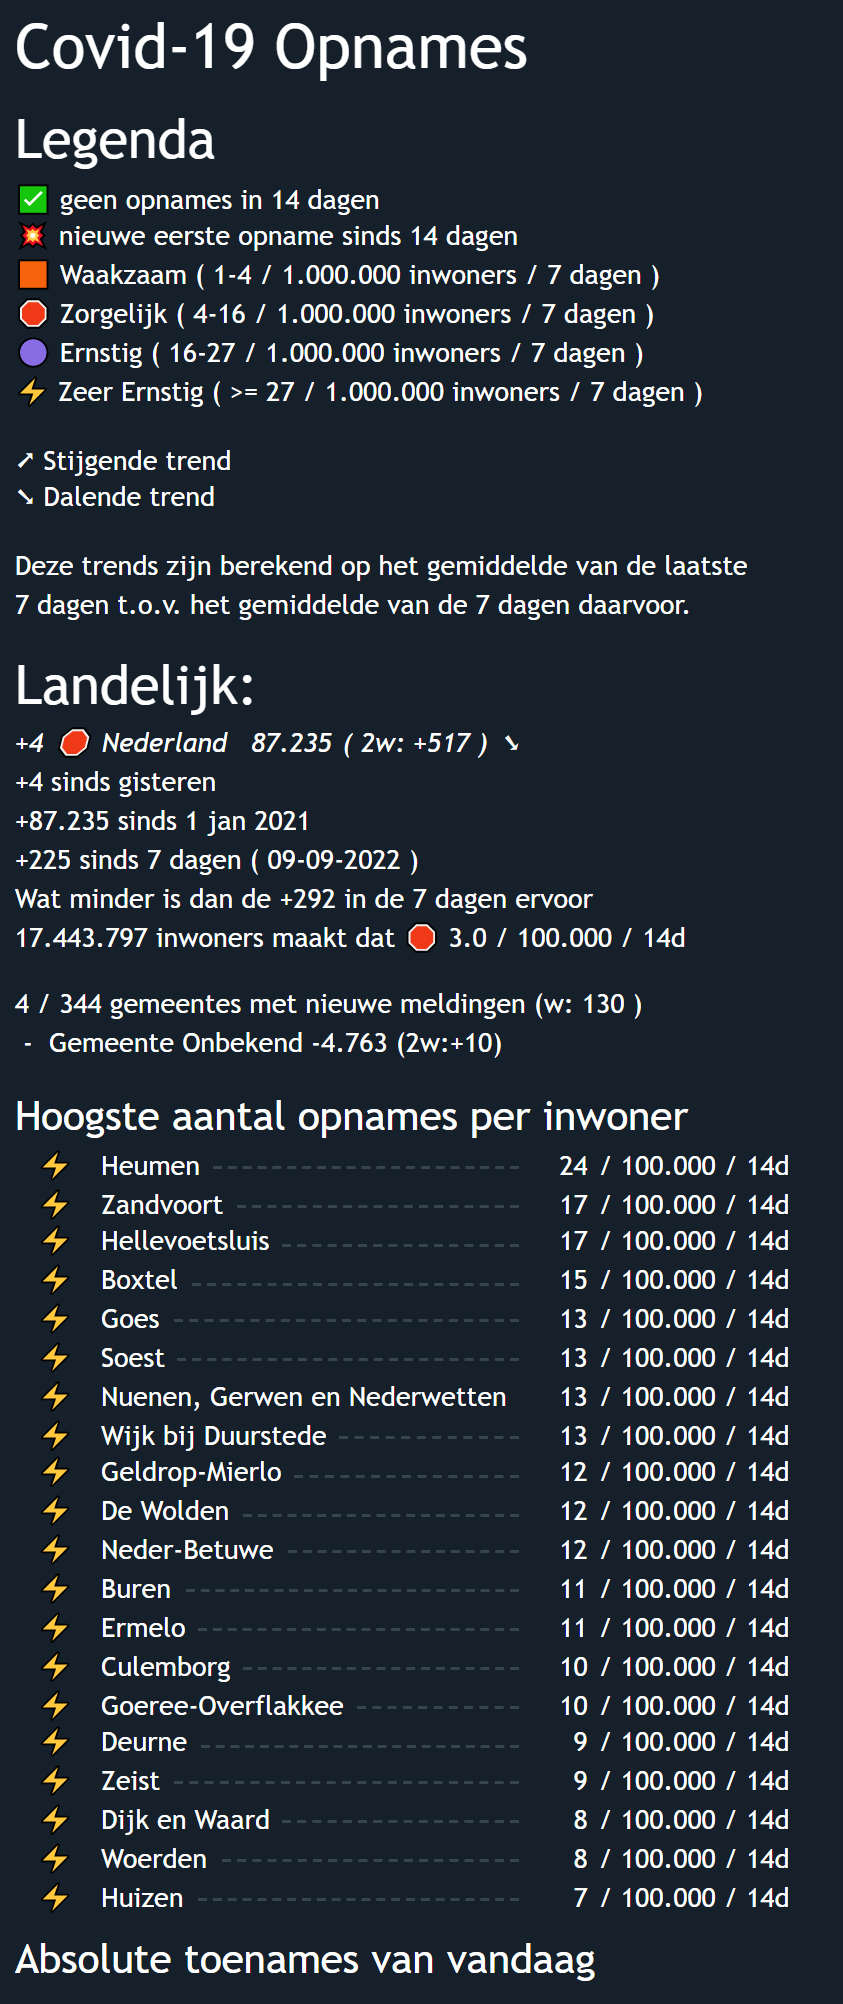 Covid-19 Opnames
Legenda
✅ geen opnames in 14 dagen
💥 nieuwe eerste opname sinds 14 dagen
🟧 Waakzaam ( 1-4 / 1.000.000 inwoners / 7 dagen )
🛑 Zorgelijk ( 4-16 / 1.000.000 inwoners / 7 dagen )
🟣 Ernstig ( 16-27 / 1.000.000 inwoners / 7 dagen )
⚡ Zeer Ernstig ( >= 27 / 1.000.000 inwoners / 7 dagen )
➚ Stijgende trend
➘ Dalende trend
Deze trends zijn berekend op het gemiddelde van de laatste
7 dagen t.o.v. het gemiddelde van de 7 dagen daarvoor.
Landelijk:
+4 🛑 Nederland 87.235 ( 2w: +517 ) ➘
+4 sinds gisteren
+87.235 sinds 1 jan 2021
+225 sinds 7 dagen ( 09-09-2022 )
Wat minder is dan de +292 in de 7 dagen ervoor
17.443.797 inwoners maakt dat 🛑 3.0 / 100.000 / 14d
4 / 344 gemeentes met nieuwe meldingen (w: 130 )
- Gemeente Onbekend -4.763 (2w:+10)
Hoogste aantal opnames per inwoner
⚡ Heumen 24 / 100.000 / 14d
⚡ Zandvoort 17 / 100.000 / 14d
⚡ Hellevoetsluis 17 / 100.000 / 14d
⚡ Boxtel 15 / 100.000 / 14d
⚡ Goes 13 / 100.000 / 14d
⚡ Soest 13 / 100.000 / 14d
⚡ Nuenen, Gerwen en Nederwetten 13 / 100.000 / 14d
⚡ Wijk bij Duurstede 13 / 100.000 / 14d
⚡ Geldrop-Mierlo 12 / 100.000 / 14d
⚡ De Wolden 12 / 100.000 / 14d
⚡ Neder-Betuwe 12 / 100.000 / 14d
⚡ Buren 11 / 100.000 / 14d
⚡ Ermelo 11 / 100.000 / 14d
⚡ Culemborg 10 / 100.000 / 14d
⚡ Goeree-Overflakkee 10 / 100.000 / 14d
⚡ Deurne 9 / 100.000 / 14d
⚡ Zeist 9 / 100.000 / 14d
⚡ Dijk en Waard 8 / 100.000 / 14d
⚡ Woerden 8 / 100.000 / 14d
⚡ Huizen 7 / 100.000 / 14d
Absolute toenames van vandaag